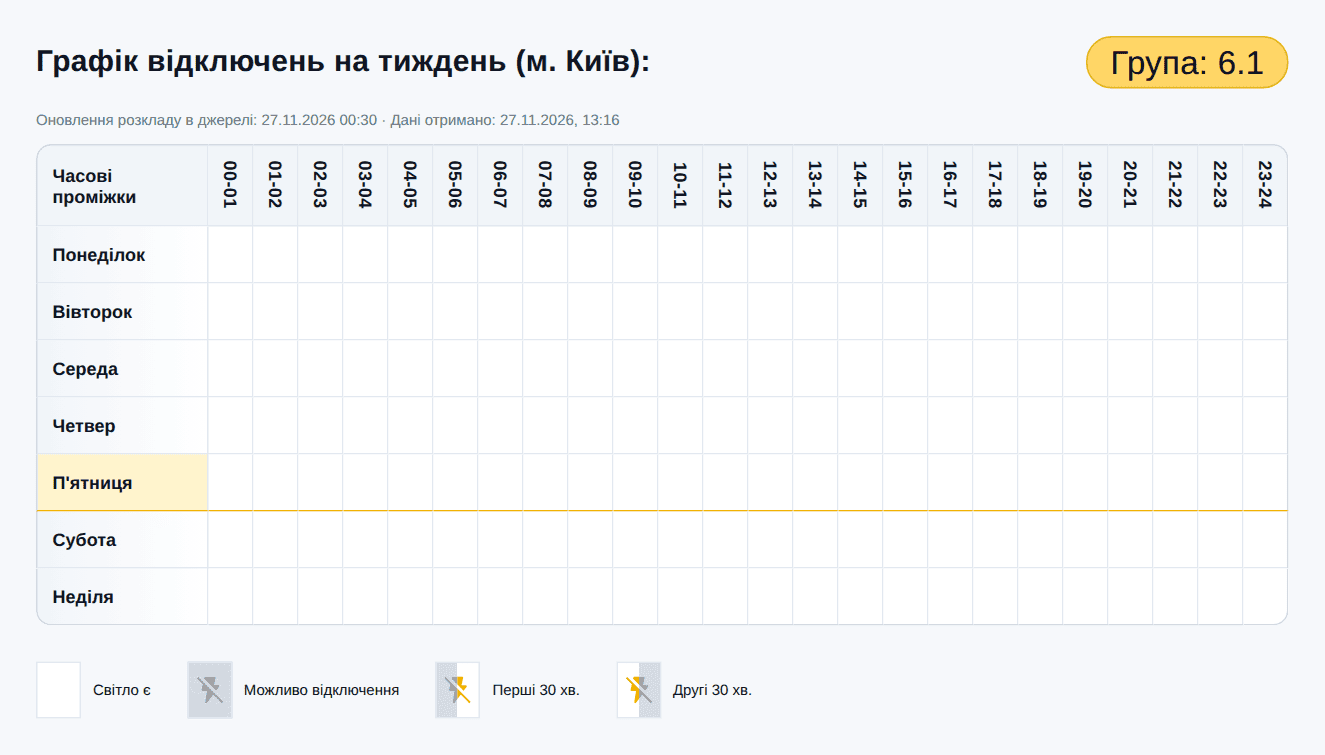 Графік відключень на тиждень (м. Київ):
Група: 6.1
Оновлення розкладу в джерелі: 27.11.2026 00:30 · Дані отримано: 27.11.2026, 13:16
Часові
проміжки
00-01
01-02
02-03
03-04
04-05
05-06
06-07
07-08
08-09
09-10
10-11
11-12
12-13
13-14
14-15
15-16
16-17
17-18
18-19
19-20
20-21
21-22
22-23
23-24
Понеділок
Вівторок
Середа
Четвер
П'ятниця
Субота
Неділя
Світло є
Можливо відключення
Перші 30 хв.
Другі 30 хв.